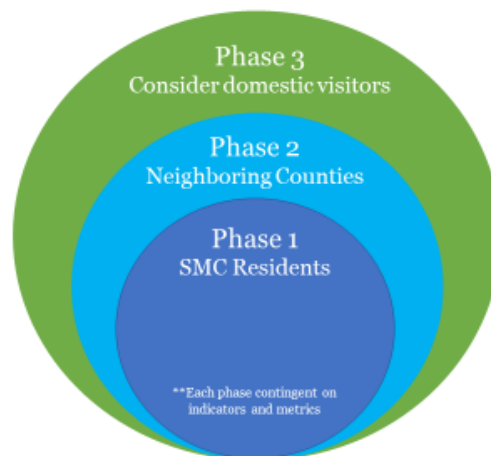 Phase 3
Consider domestic visitors
Phase 2
Neighboring Counties
Phase 1
SMC Residents
**Each phase contingent on
indicators and metrics